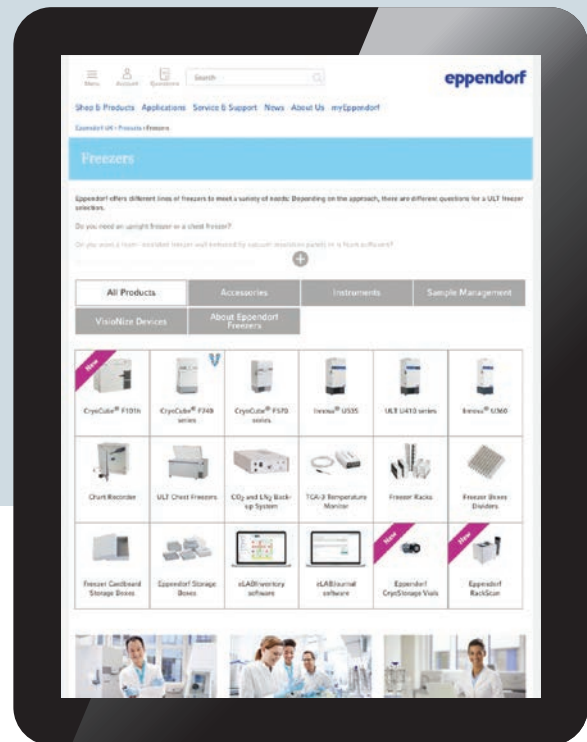 Menu Account Questions Search
eppendorf
Shop & Products Applications Service & Support News About Us myEppendorf
Eppendorf UK › Products › Freezers
Freezers
Eppendorf offers different lines of freezers to meet a variety of needs: Depending on the approach, there are different questions for a ULT freezer
selection.
Do you need an upright freezer or a chest freezer?
All Products Accessories Instruments Sample Management
VisioNize Devices About Eppendorf
Freezers
New
CryoCube® F101h CryoCube® F740
series CryoCube® F570
series Innova® U535 ULT U410 series Innova® U360
Chart Recorder ULT Chest Freezers CO2 and LN2 Back-
up System TCA-3 Temperature
Monitor Freezer Racks Freezer Boxes
Dividers
New New
Freezer Cardboard
Storage Boxes Eppendorf Storage
Boxes eLABInventory
software eLABJournal
software Eppendorf
CryoStorage Vials Eppendorf
RackScan